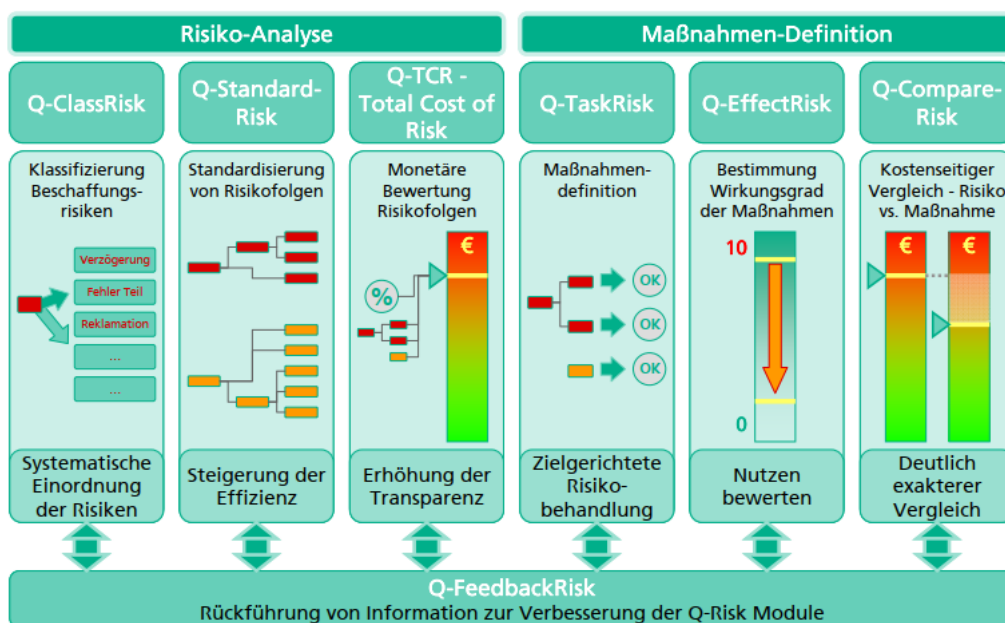 Risiko-Analyse
Maßnahmen-Definition
Q-ClassRisk
Q-Standard-
Risk
Q-TCR -
Total Cost of
Risk
Q-TaskRisk
Q-EffectRisk
Q-Compare-
Risk
Klassifizierung
Beschaffungs-
risiken
Verzögerung
Fehler Teil
Reklamation
...
...
Systematische
Einordnung
der Risiken
Standardisierung
von Risikofolgen
Steigerung der
Effizienz
Monetäre
Bewertung
Risikofolgen
€
%
Erhöhung der
Transparenz
Maßnahmen-
definition
OK
OK
OK
Zielgerichtete
Risiko-
behandlung
Bestimmung
Wirkungsgrad
der Maßnahmen
10
0
Nutzen
bewerten
Kostenseitiger
Vergleich - Risiko
vs. Maßnahme
€ €
Deutlich
exakterer
Vergleich
Q-FeedbackRisk
Rückführung von Information zur Verbesserung der Q-Risk Module